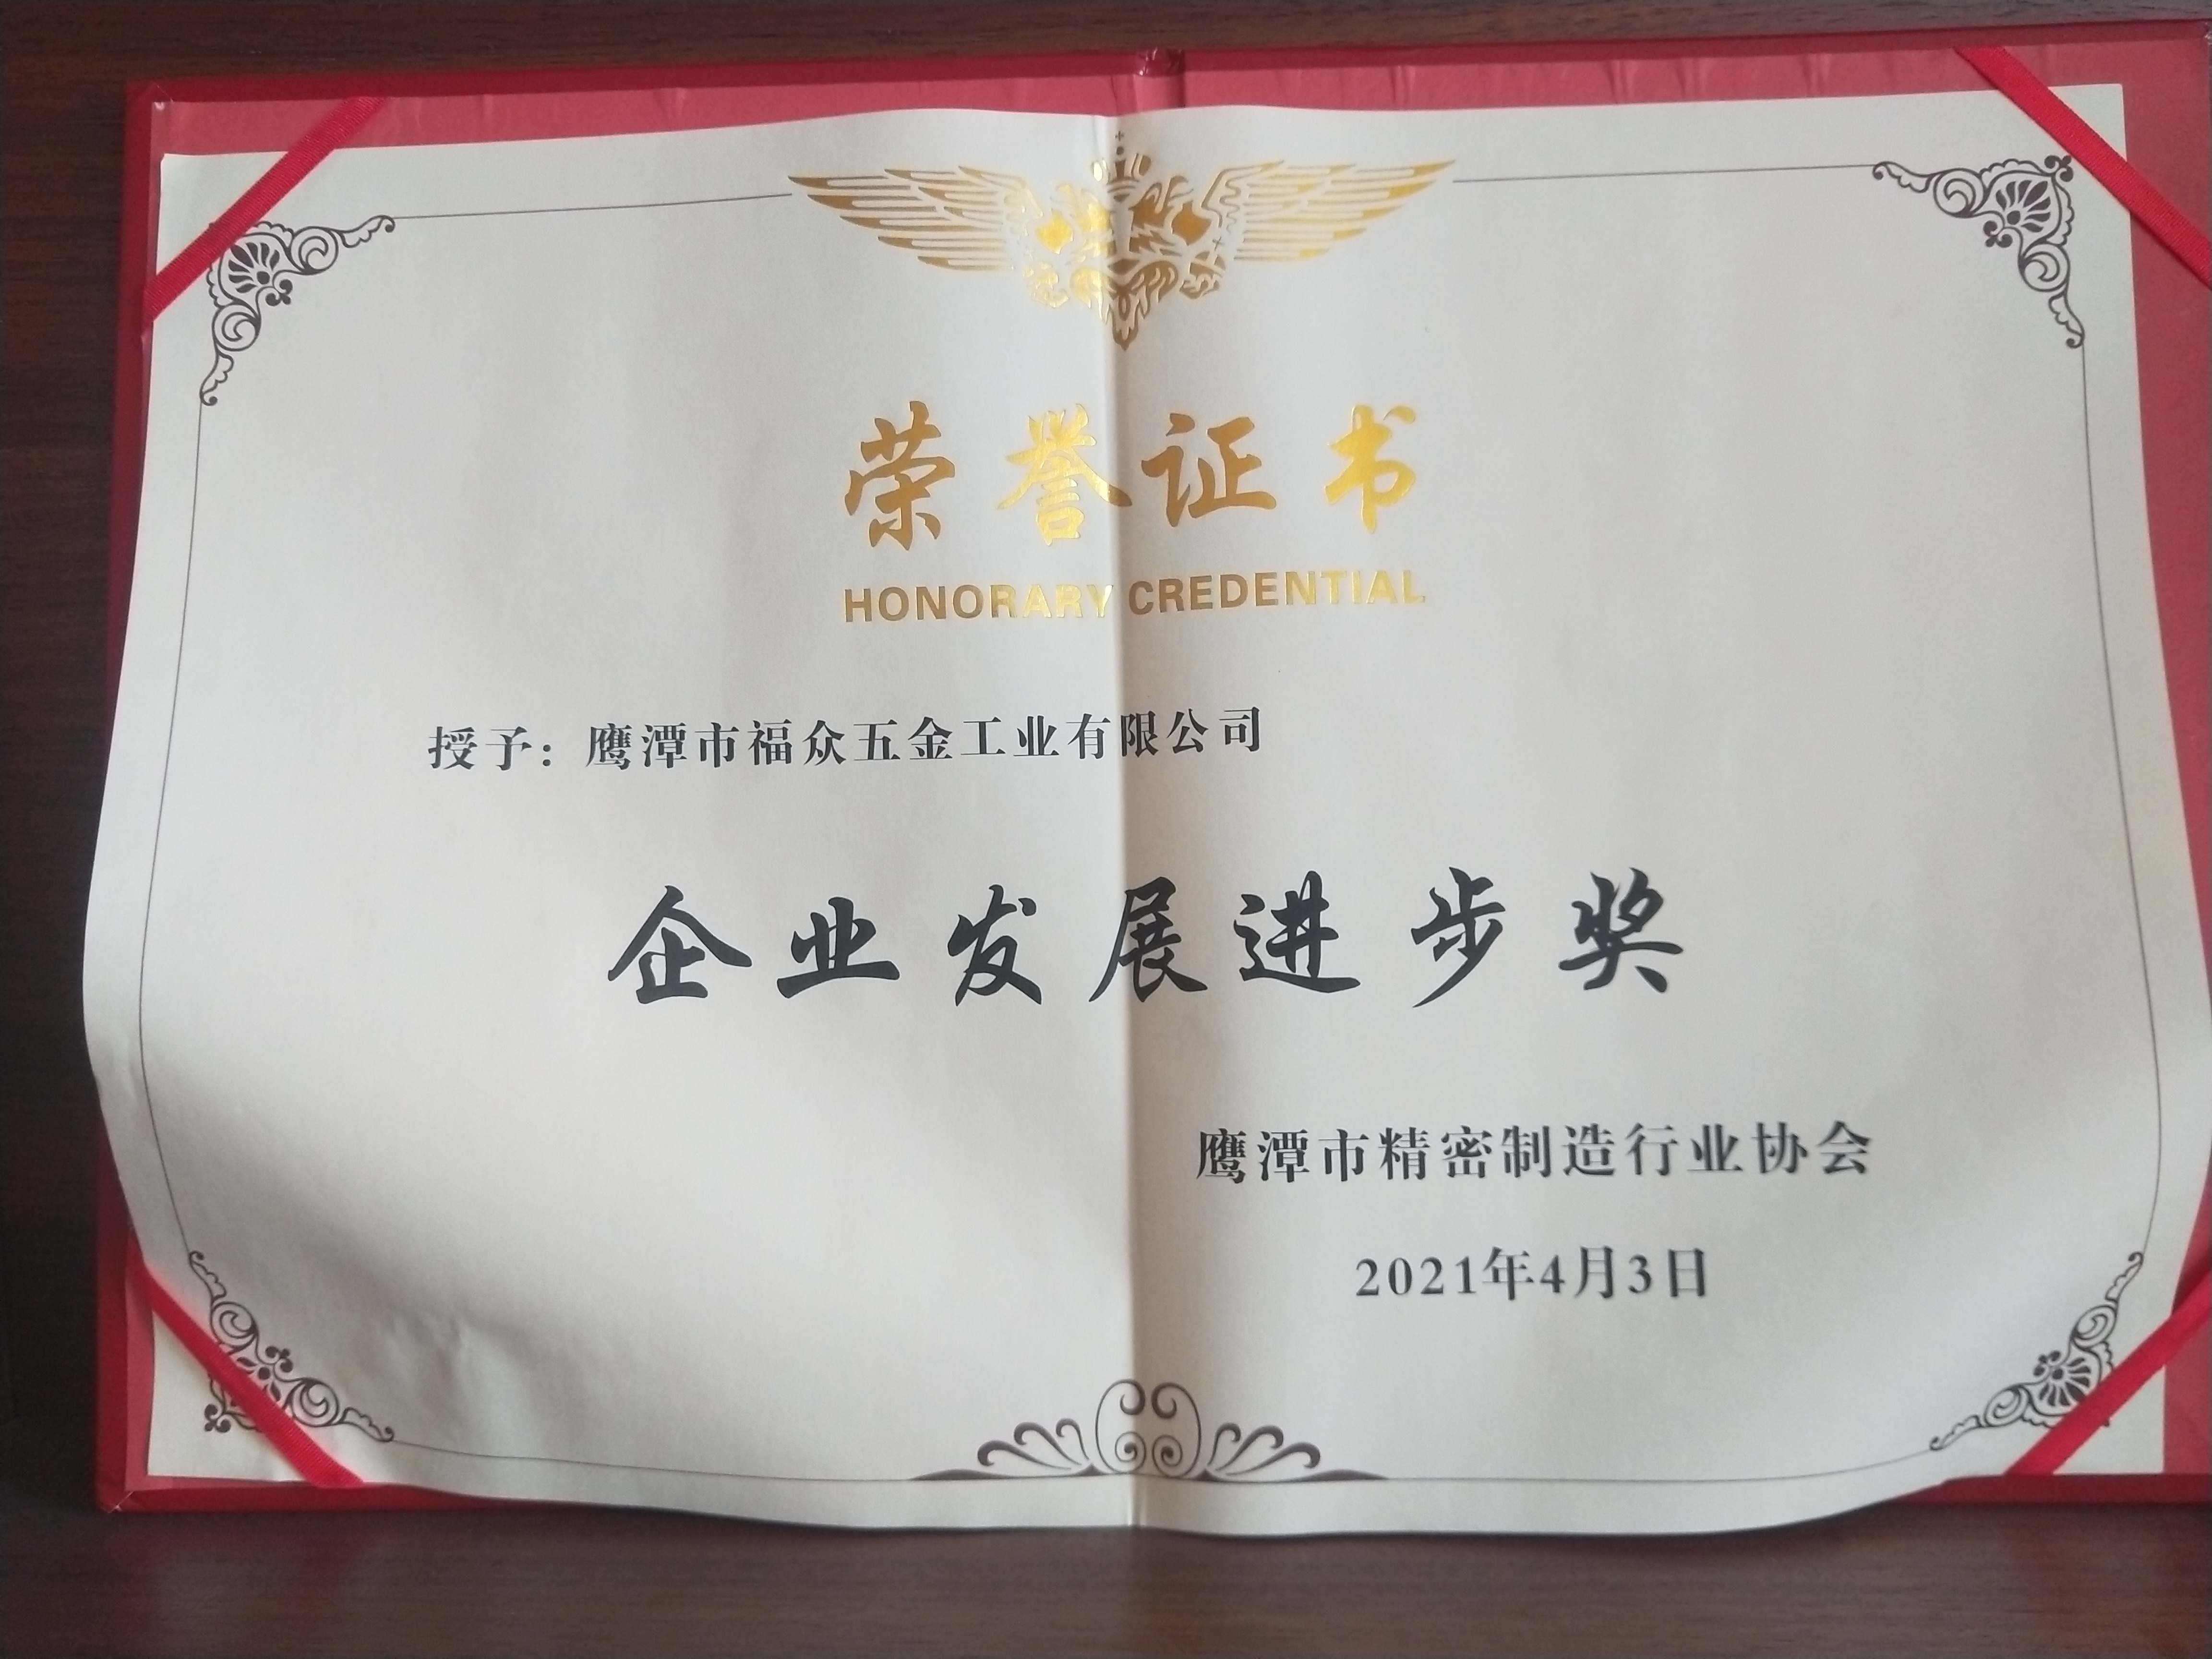 荣誉证书
HONORARY CREDENTIAL
授予：鹰潭市福众五金工业有限公司
企业发展进步奖
鹰潭市精密制造行业协会
2021年4月3日